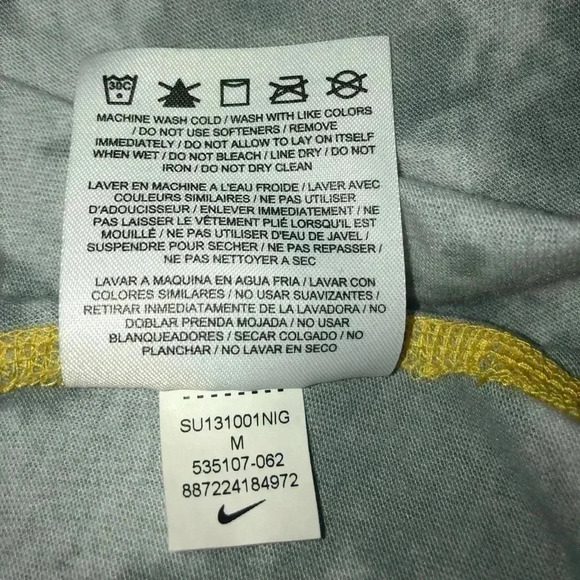 30C
MACHINE WASH COLD / WASH WITH LIKE COLORS
/ DO NOT USE SOFTENERS / REMOVE
IMMEDIATELY / DO NOT ALLOW TO LAY ON ITSELF
WHEN WET / DO NOT BLEACH / LINE DRY / DO NOT
IRON / DO NOT DRY CLEAN
LAVER EN MACHINE A L'EAU FROIDE / LAVER AVEC
COULEURS SIMILAIRES / NE PAS UTILISER
D'ADOUCISSEUR / ENLEVER IMMEDIATEMENT / NE
PAS LAISSER LE VÊTEMENT PLIÉ LORSQU'IL EST
MOUILLÉ / NE PAS UTILISER D'EAU DE JAVEL /
SUSPENDRE POUR SECHER / NE PAS REPASSER /
NE PAS NETTOYER A SEC
LAVAR A MAQUINA EN AGUA FRIA / LAVAR CON
COLORES SIMILARES / NO USAR SUAVIZANTES /
RETIRAR INMEDIATAMENTE DE LA LAVADORA / NO
DOBLAR PRENDA MOJADA / NO USAR
BLANQUEADORES / SECAR COLGADO / NO
PLANCHAR / NO LAVAR EN SECO
SU131001NIG
M
535107-062
887224184972